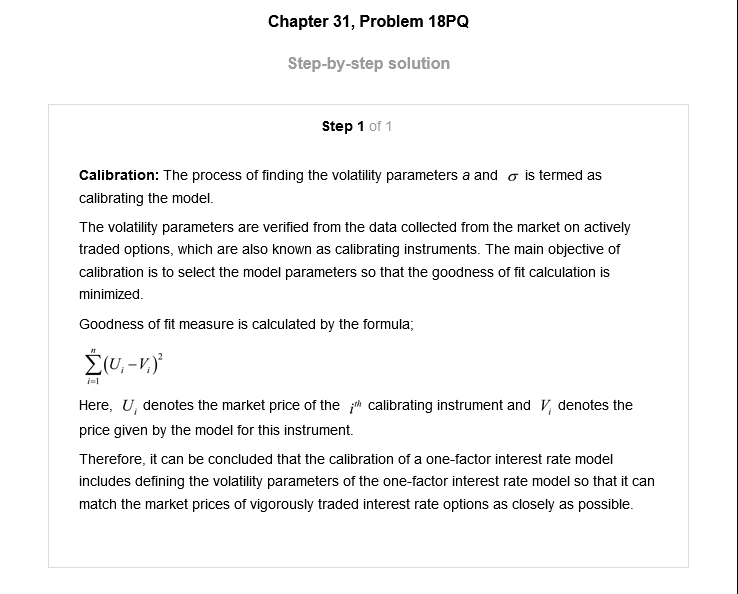 Chapter 31, Problem 18PQ
Step-by-step solution
Step 1 of 1
Calibration: The process of finding the volatility parameters a and σ is termed as
calibrating the model.
The volatility parameters are verified from the data collected from the market on actively
traded options, which are also known as calibrating instruments. The main objective of
calibration is to select the model parameters so that the goodness of fit calculation is
minimized.
Goodness of fit measure is calculated by the formula;
$\sum_{i=1}^{n}(U_i - V_i)^2$
Here, $U_i$ denotes the market price of the $i^{th}$ calibrating instrument and $V_i$ denotes the
price given by the model for this instrument.
Therefore, it can be concluded that the calibration of a one-factor interest rate model
includes defining the volatility parameters of the one-factor interest rate model so that it can
match the market prices of vigorously traded interest rate options as closely as possible.